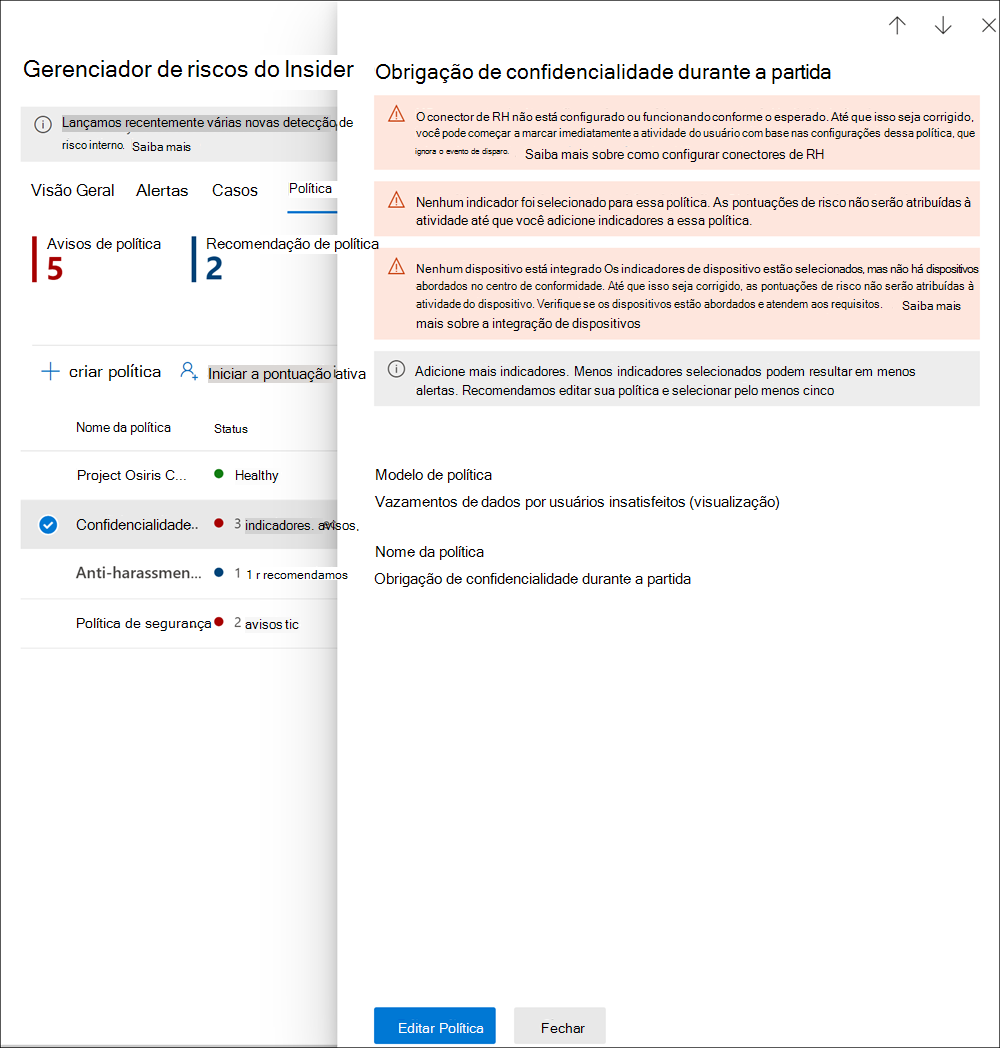 Gerenciador de riscos do Insider
Lançamos recentemente várias novas detecção de
risco interno. Saiba mais
Visão Geral Alertas Casos Política
Avisos de política
5
Recomendação de política
2
criar política Iniciar a pontuação ativa
Nome da política Status
Project Osiris C... Healthy
Confidencialidade.. 3 indicadores. avisos,
Anti-harassmen... 1 1 r recomendamos
Política de segurança 2 avisos tic
Obrigação de confidencialidade durante a partida
O conector de RH não está configurado ou funcionando conforme o esperado. Até que isso seja corrigido,
você pode começar a marcar imediatamente a atividade do usuário com base nas configurações dessa política, que
ignora o evento de disparo. Saiba mais sobre como configurar conectores de RH
Nenhum indicador foi selecionado para essa política. As pontuações de risco não serão atribuídas à
atividade até que você adicione indicadores a essa política.
Nenhum dispositivo está integrado Os indicadores de dispositivo estão selecionados, mas não há dispositivos
abordados no centro de conformidade. Até que isso seja corrigido, as pontuações de risco não serão atribuídas à
atividade do dispositivo. Verifique se os dispositivos estão abordados e atendem aos requisitos. Saiba mais
mais sobre a integração de dispositivos
Adicione mais indicadores. Menos indicadores selecionados podem resultar em menos
alertas. Recomendamos editar sua política e selecionar pelo menos cinco
Modelo de política
Vazamentos de dados por usuários insatisfeitos (visualização)
Nome da política
Obrigação de confidencialidade durante a partida
Editar Política Fechar